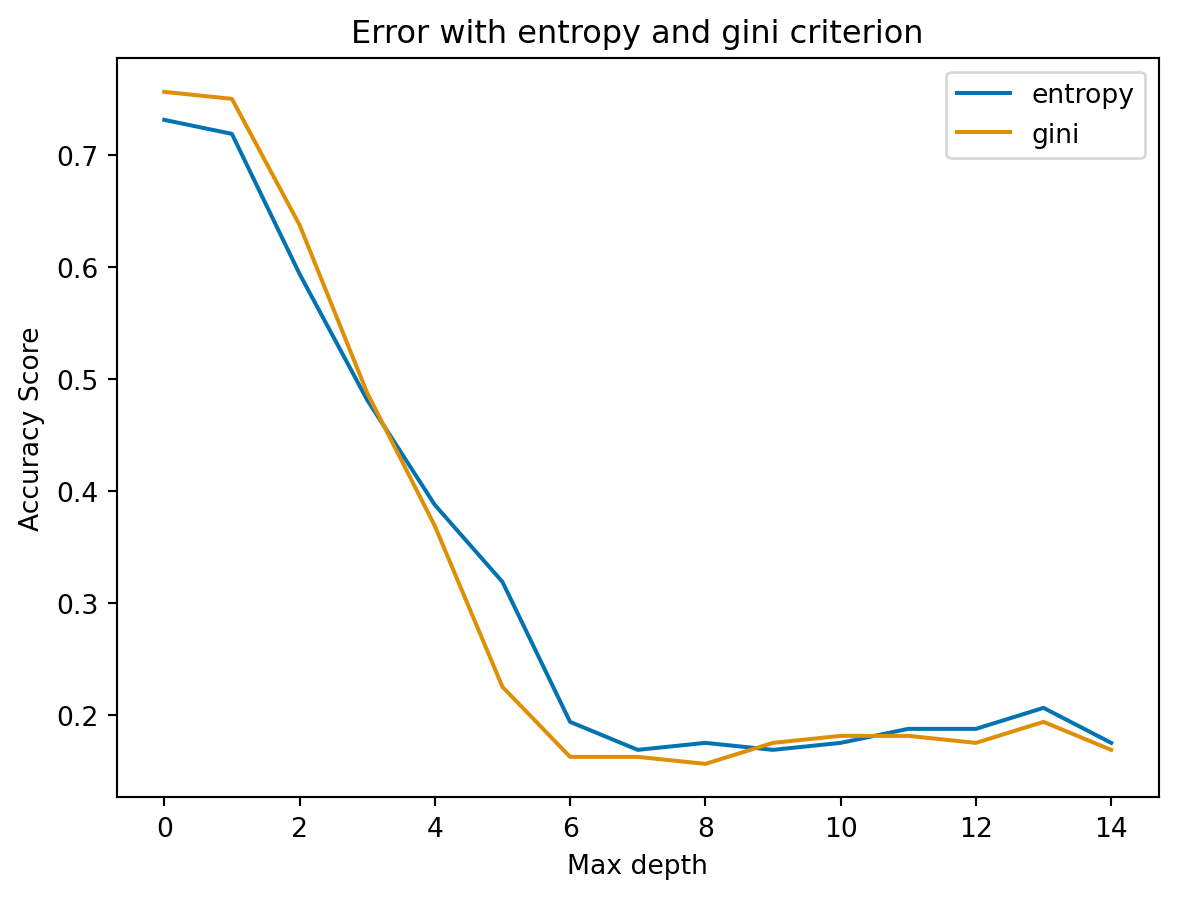 Error with entropy and gini criterion
entropy
gini
Accuracy Score
0.7
0.6
0.5
0.4
0.3
0.2
0 2 4 6 8 10 12 14
Max depth